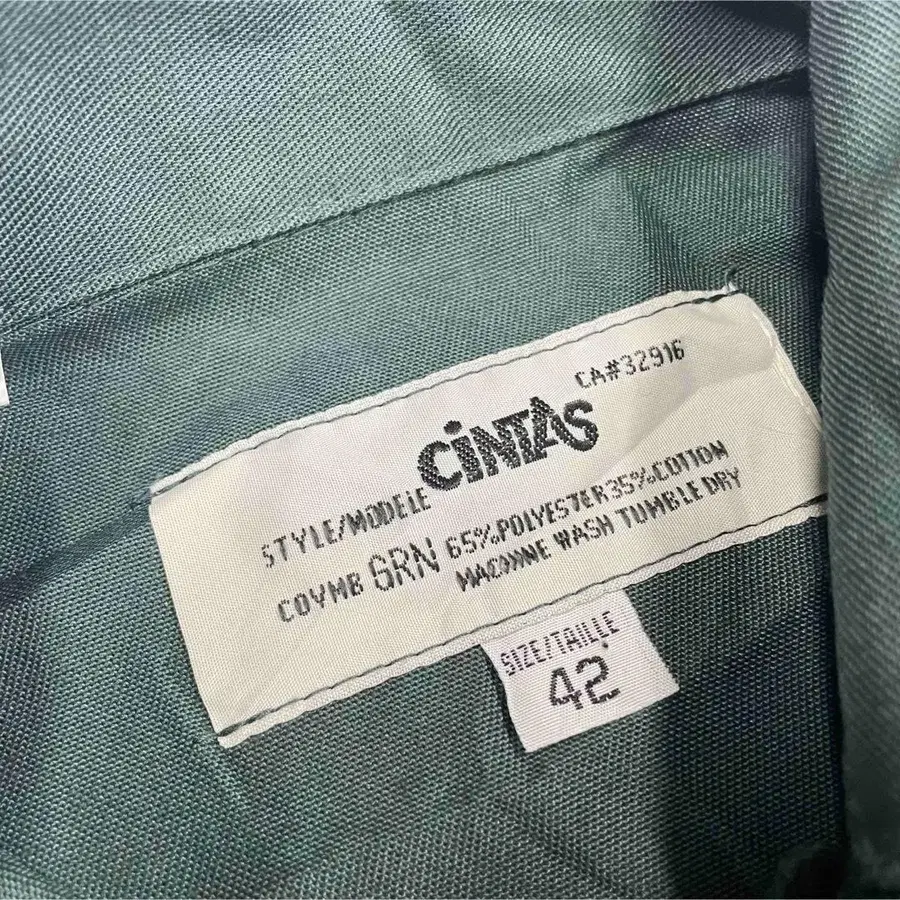 CA#32916
CiNTAS
STYLE/MODELE
COVMB GRN 65%POLYESTER35%COTTON
MACHINE WASH TUMBLE DRY
SIZE/TAILLE
42